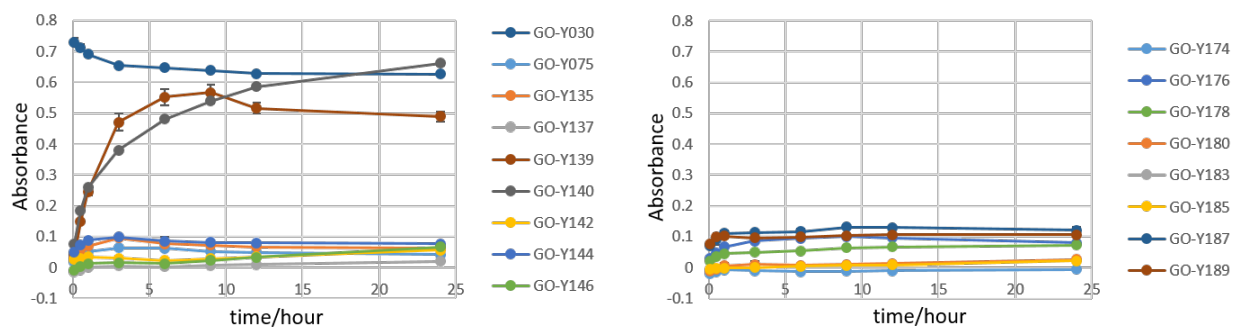 0.8
0.7
0.6
0.5
0.4
0.3
0.2
0.1
0
-0.1
Absorbance
0
5
10
15
20
25
time/hour
GO-Y030
GO-Y075
GO-Y135
GO-Y137
GO-Y139
GO-Y140
GO-Y142
GO-Y144
GO-Y146
0.8
0.7
0.6
0.5
0.4
0.3
0.2
0.1
0
-0.1
Absorbance
0
5
10
15
20
25
time/hour
GO-Y174
GO-Y176
GO-Y178
GO-Y180
GO-Y183
GO-Y185
GO-Y187
GO-Y189